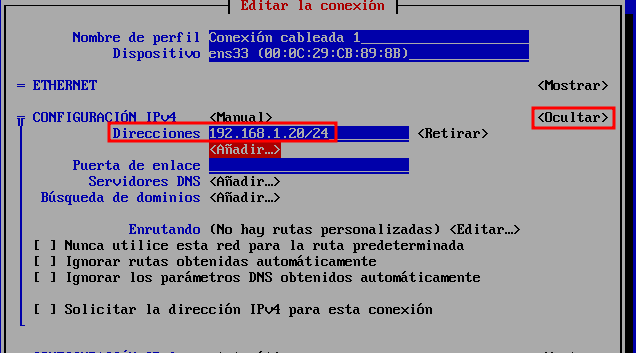 Editar la conexión
Nombre de perfil Conexión cableada 1
Dispositivo ens33 (00:0C:29:CB:89:8B)
= ETHERNET <Mostrar>
CONFIGURACIÓN IPv4 <Manual> <Ocultar>
Direcciones 192.168.1.20/24 <Retirar>
<Añadir…>
Puerta de enlace
Servidores DNS <Añadir…>
Búsqueda de dominios <Añadir…>
Enrutando (No hay rutas personalizadas) <Editar…>
[ ] Nunca utilice esta red para la ruta predeterminada
[ ] Ignorar rutas obtenidas automáticamente
[ ] Ignorar los parámetros DNS obtenidos automáticamente
[ ] Solicitar la dirección IPv4 para esta conexión